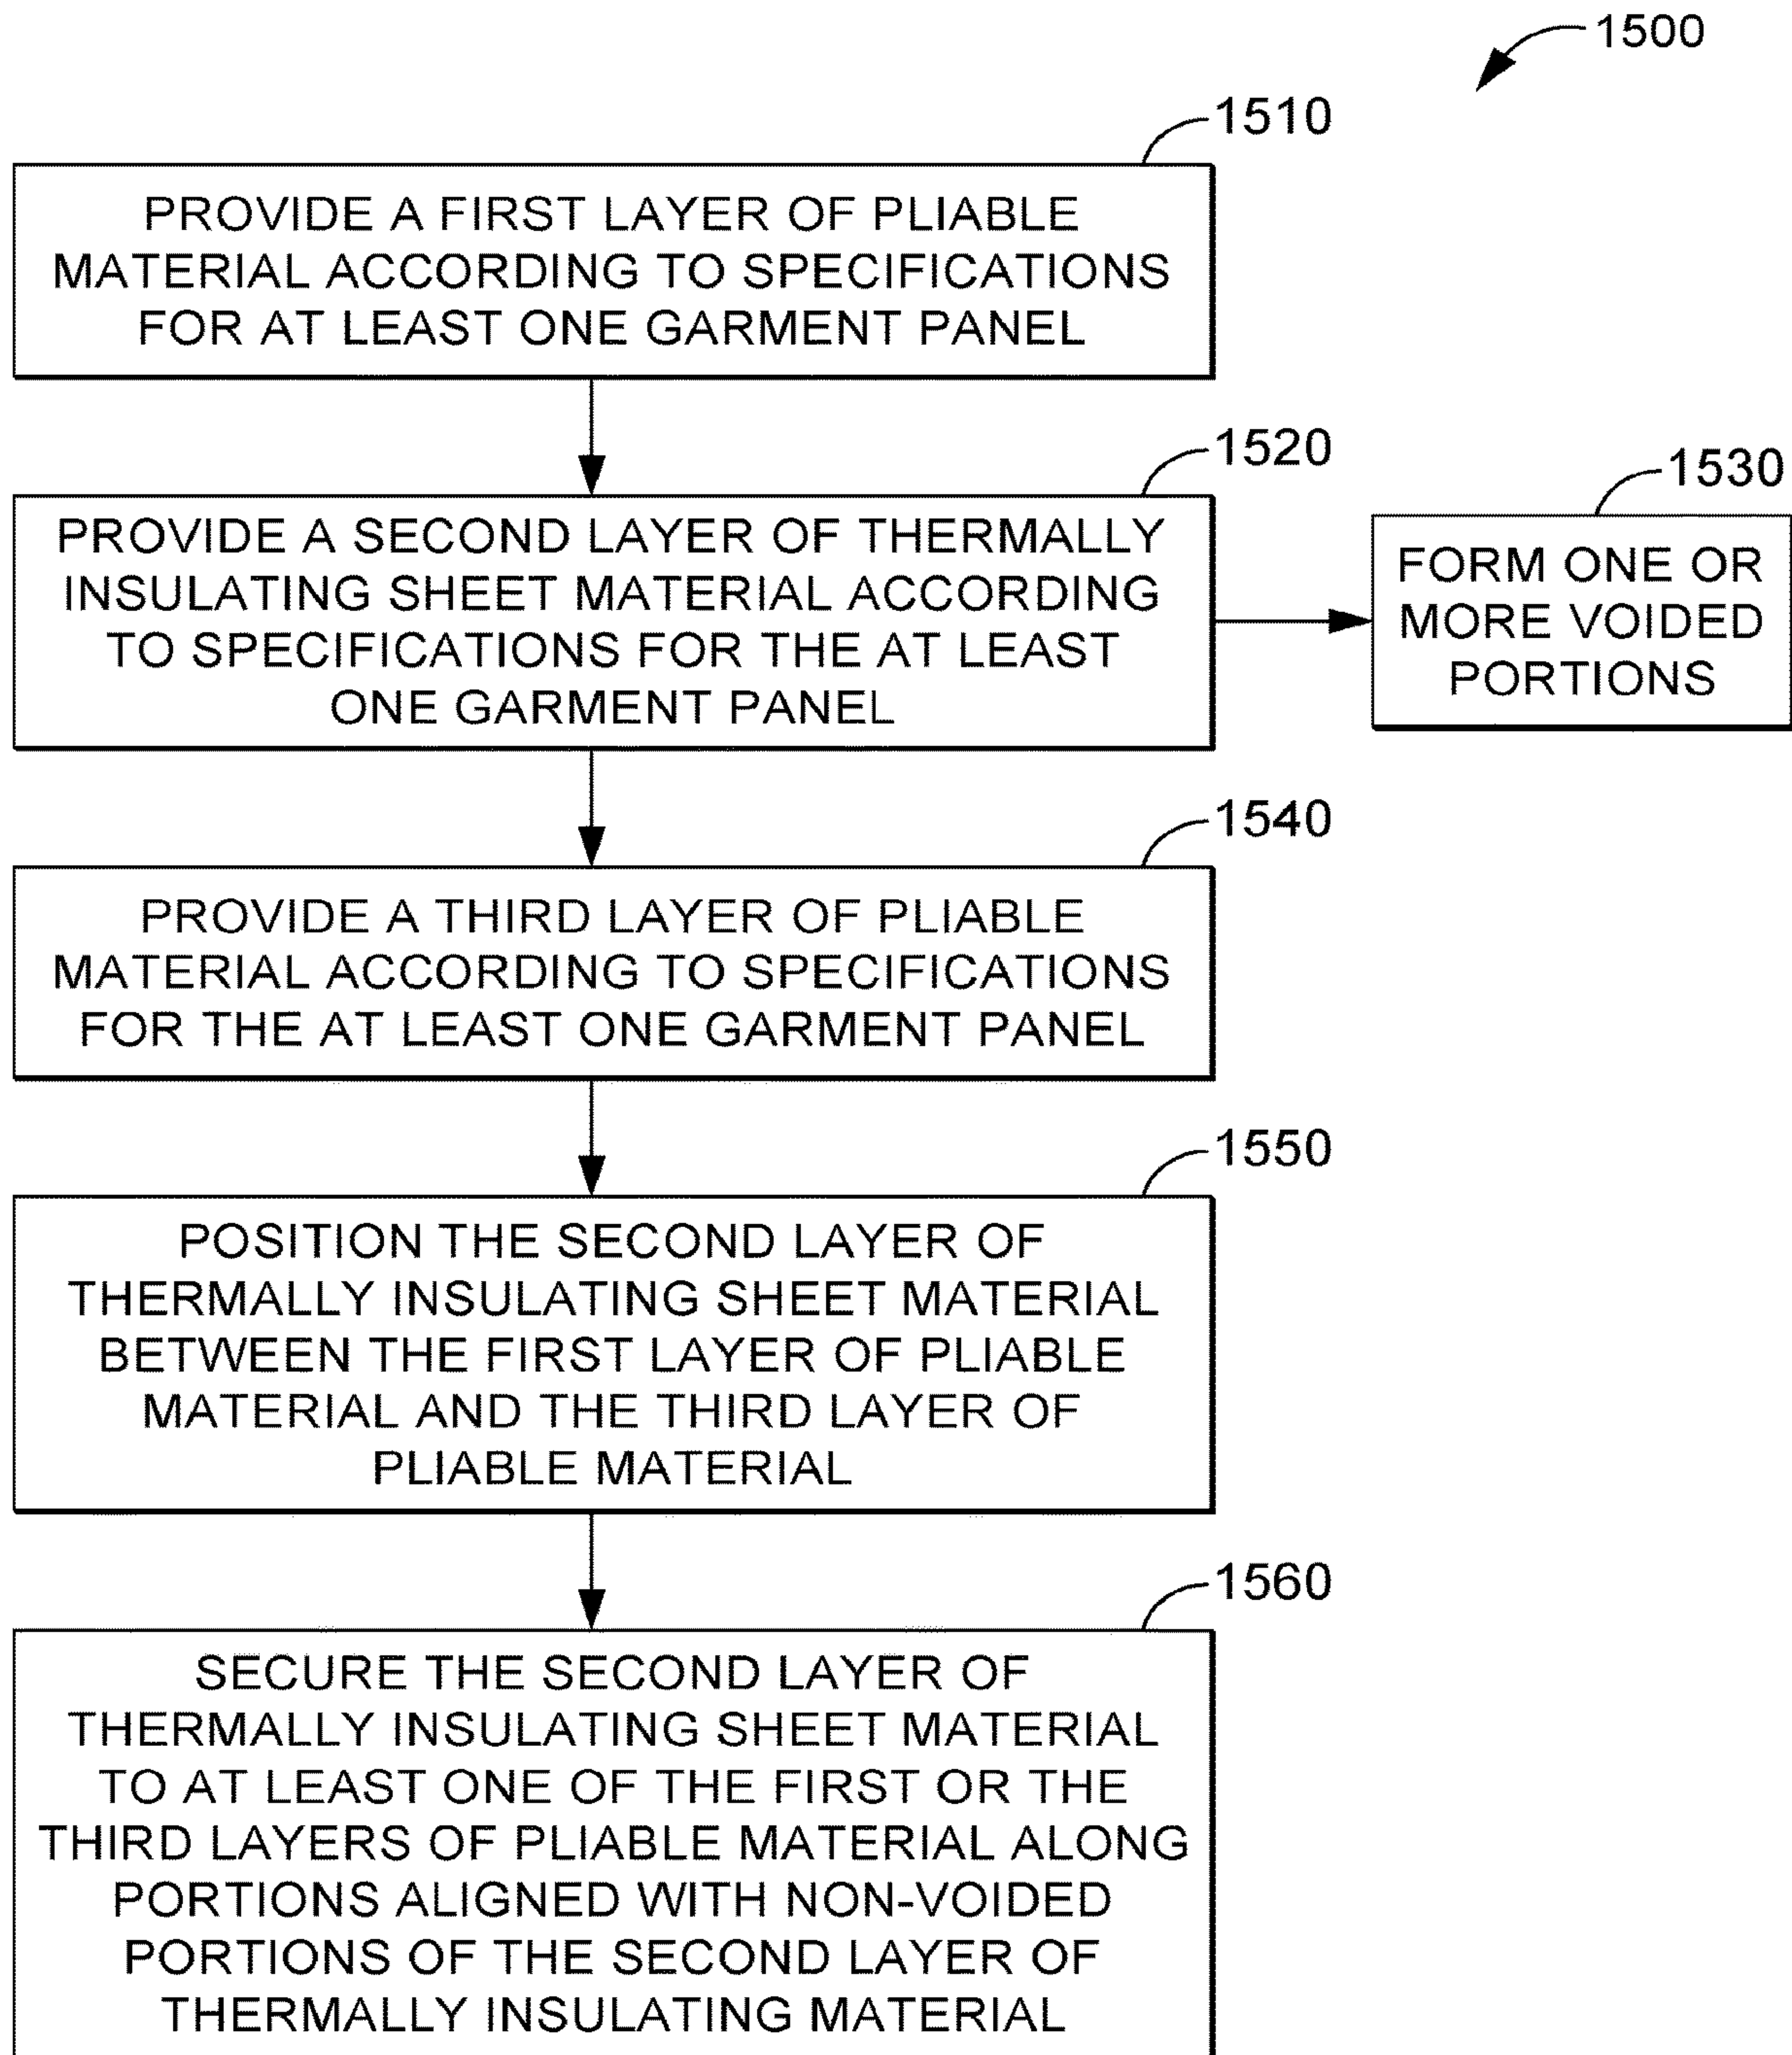 1500
1510
PROVIDE A FIRST LAYER OF PLIABLE
MATERIAL ACCORDING TO SPECIFICATIONS
FOR AT LEAST ONE GARMENT PANEL
1520
PROVIDE A SECOND LAYER OF THERMALLY
INSULATING SHEET MATERIAL ACCORDING
TO SPECIFICATIONS FOR THE AT LEAST
ONE GARMENT PANEL
1530
FORM ONE OR
MORE VOIDED
PORTIONS
1540
PROVIDE A THIRD LAYER OF PLIABLE
MATERIAL ACCORDING TO SPECIFICATIONS
FOR THE AT LEAST ONE GARMENT PANEL
1550
POSITION THE SECOND LAYER OF
THERMALLY INSULATING SHEET MATERIAL
BETWEEN THE FIRST LAYER OF PLIABLE
MATERIAL AND THE THIRD LAYER OF
PLIABLE MATERIAL
1560
SECURE THE SECOND LAYER OF
THERMALLY INSULATING SHEET MATERIAL
TO AT LEAST ONE OF THE FIRST OR THE
THIRD LAYERS OF PLIABLE MATERIAL ALONG
PORTIONS ALIGNED WITH NON-VOIDED
PORTIONS OF THE SECOND LAYER OF
THERMALLY INSULATING MATERIAL